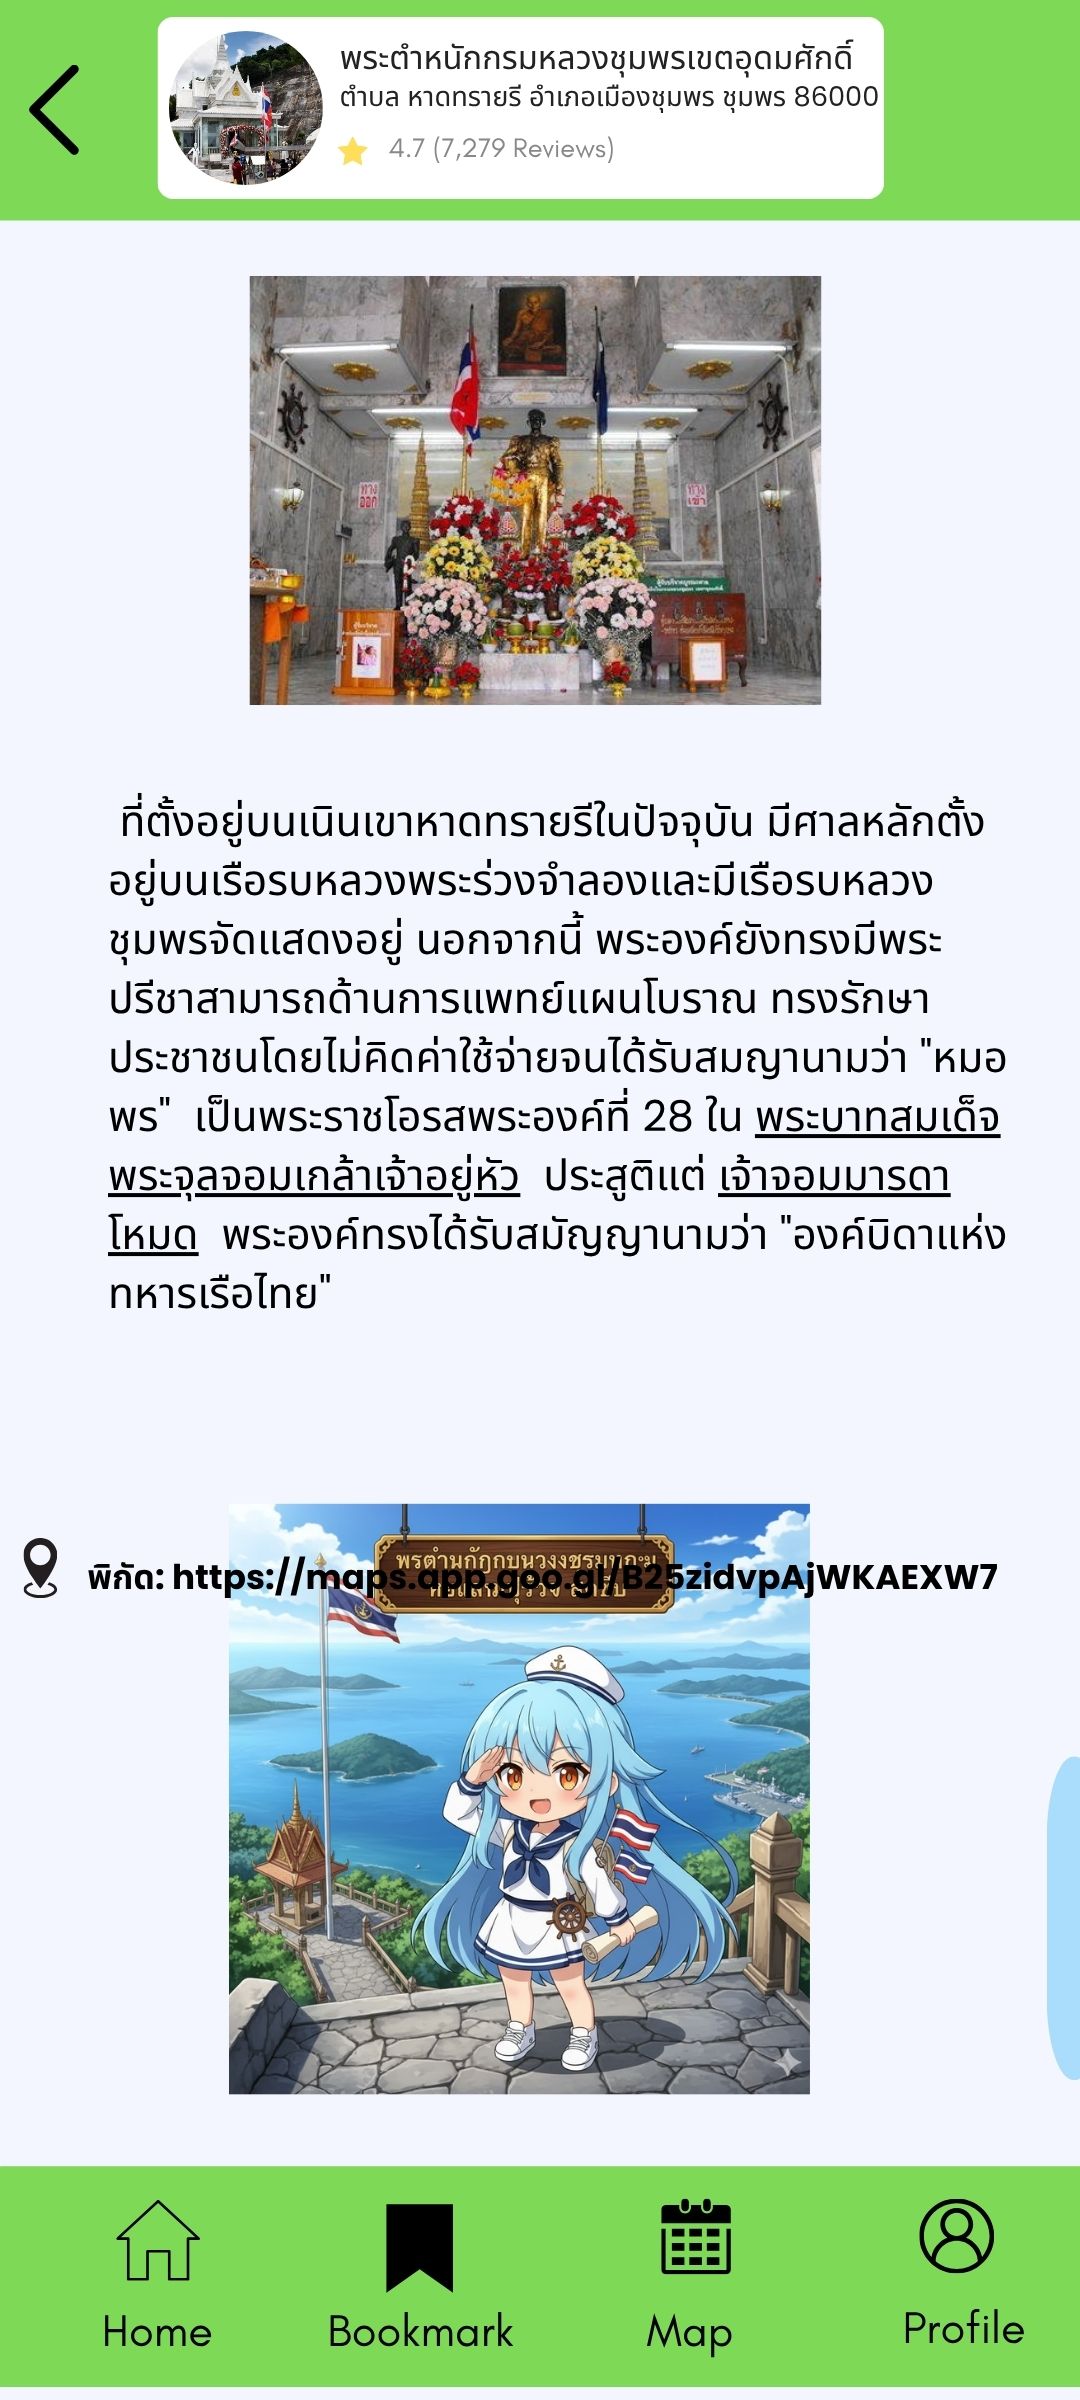 พระตำหนักกรมหลวงชุมพรเขตอุดมศักดิ์
ตำบล หาดทรายรี อำเภอเมืองชุมพร ชุมพร 86000
4.7 (7,279 Reviews)
ทาง
ออก
ทาง
เข้า
ที่ตั้งอยู่บนเนินเขาหาดทรายรีในปัจจุบัน มีศาลหลักตั้ง
อยู่บนเรือรบหลวงพระร่วงจำลองและมีเรือรบหลวง
ชุมพรจัดแสดงอยู่ นอกจากนี้ พระองค์ยังทรงมีพระ
ปรีชาสามารถด้านการแพทย์แผนโบราณ ทรงรักษา
ประชาชนโดยไม่คิดค่าใช้จ่ายจนได้รับสมญานามว่า "หมอ
พร"  เป็นพระราชโอรสพระองค์ที่ 28 ใน พระบาทสมเด็จ
พระจุลจอมเกล้าเจ้าอยู่หัว  ประสูติแต่ เจ้าจอมมารดา
โหมด  พระองค์ทรงได้รับสมัญญานามว่า "องค์บิดาแห่ง
ทหารเรือไทย"
พิกัด: https://maps.app.goo.gl/B25zidvpAjWKAEXW7
Home
Bookmark
Map
Profile